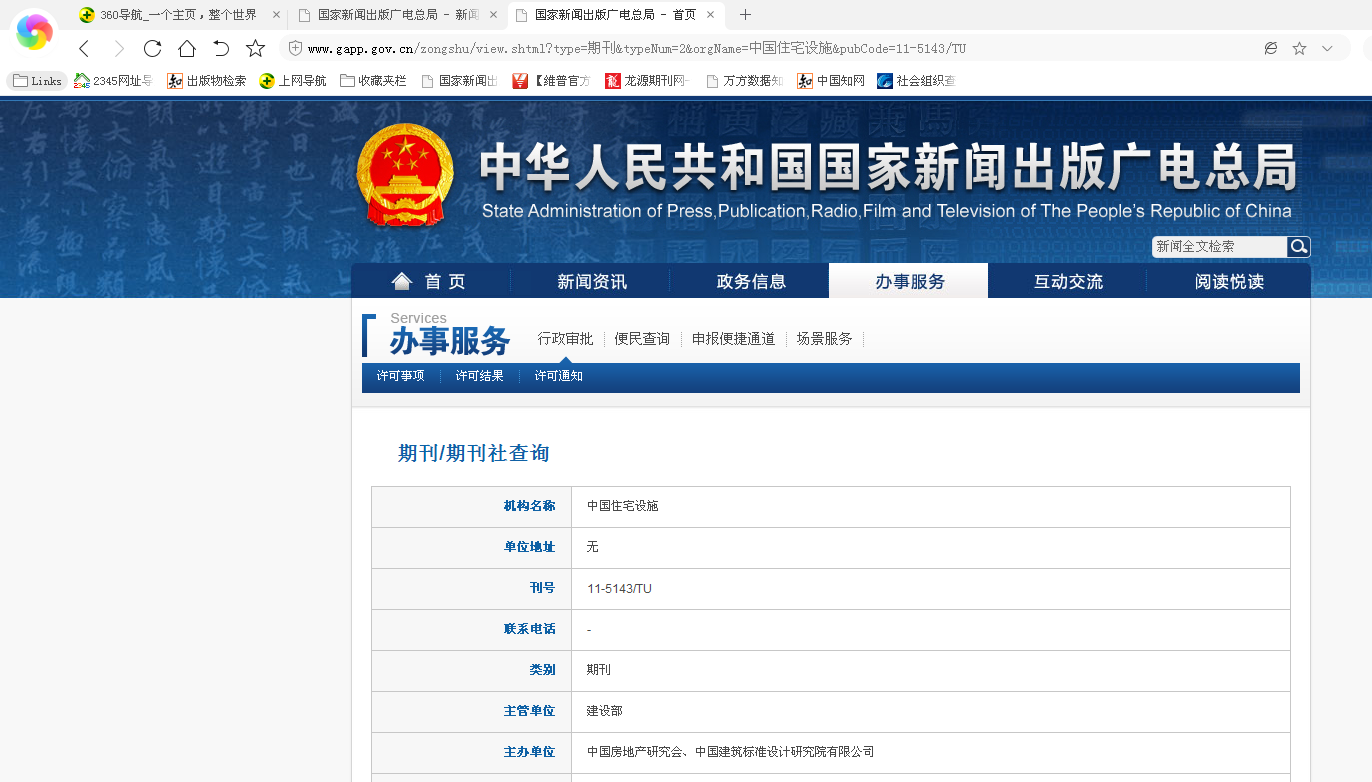 360导航_一个主页，整个世界
国家新闻出版广电总局 - 新闻
国家新闻出版广电总局 - 首页
www.gapp.gov.cn/zongshu/view.shtml?type=期刊&typeNum=2&orgName=中国住宅设施&pubCode=11-5143/TU
Links 2345网址导 出版物检索 上网导航 收藏夹栏 国家新闻出 【维普官方 龙源期刊网- 万方数据知 中国知网 社会组织查
中华人民共和国国家新闻出版广电总局
State Administration of Press,Publication,Radio,Film and Television of The People's Republic of China
新闻全文检索
首 页 新闻资讯 政务信息 办事服务 互动交流 阅读悦读
Services
办事服务 行政审批 便民查询 申报便捷通道 场景服务
许可事项 许可结果 许可通知
期刊/期刊社查询
机构名称 中国住宅设施
单位地址 无
刊号 11-5143/TU
联系电话 -
类别 期刊
主管单位 建设部
主办单位 中国房地产研究会、中国建筑标准设计研究院有限公司